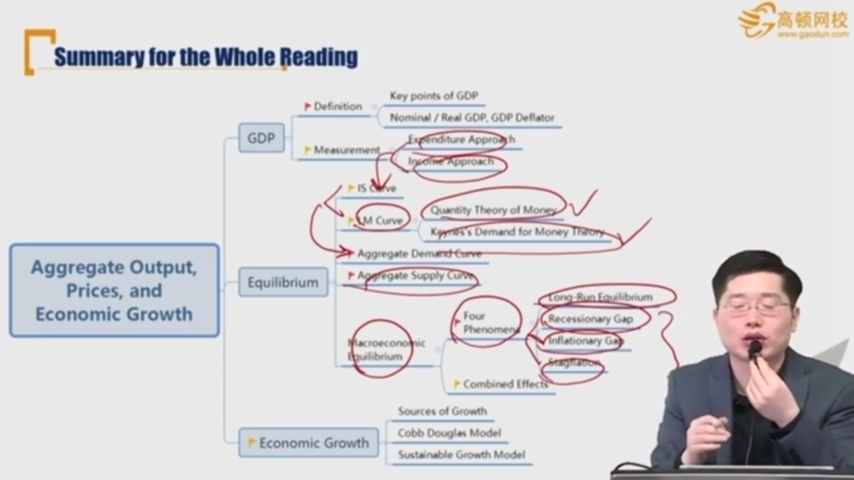 高顿网校
www.gaodun.com
Summary for the Whole Reading
Key points of GDP
Definition
Nominal / Real GDP, GDP Deflator
GDP
Expenditure Approach
Measurement
Income Approach
IS Curve
Quantity Theory of Money
LM Curve
Keynes's Demand for Money Theory
Aggregate Demand Curve
Aggregate Output,
Prices, and
Economic Growth
Equilibrium
Aggregate Supply Curve
Long-Run Equilibrium
Four
Phenomena
Recessionary Gap
Inflationary Gap
Macroeconomic
Equilibrium
Stagflation
Combined Effects
Sources of Growth
Economic Growth
Cobb Douglas Model
Sustainable Growth Model